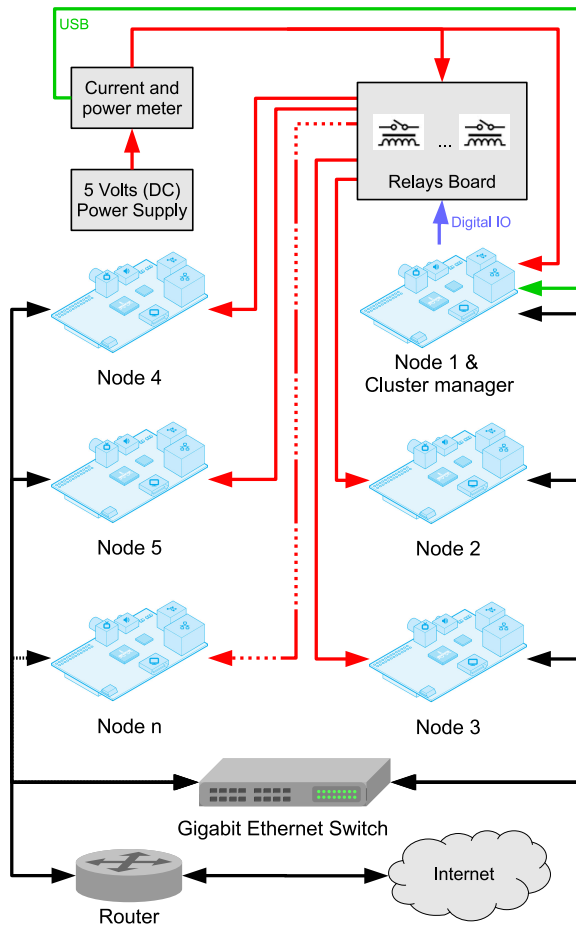 USB
Current and
power meter
5 Volts (DC)
Power Supply
...
Relays Board
Digital IO
Node 4
Node 1 &
Cluster manager
Node 5
Node 2
Node n
Node 3
Gigabit Ethernet Switch
Router
Internet